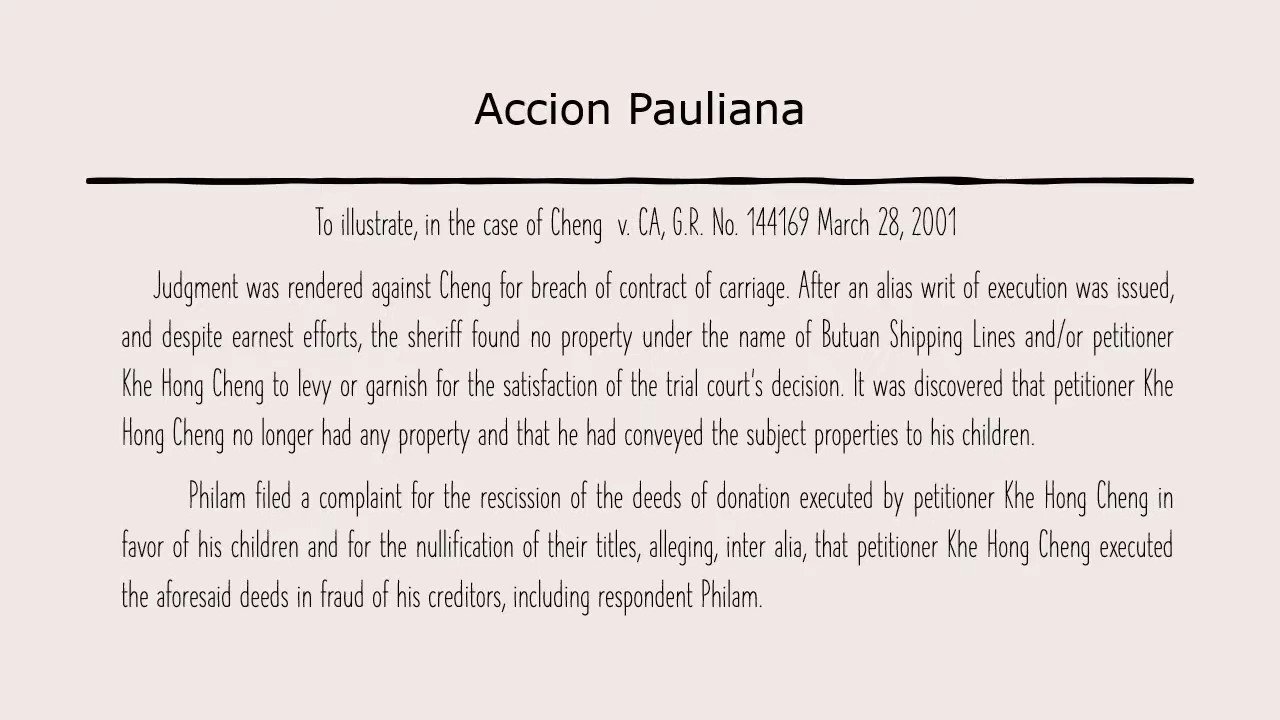 Accion Pauliana
To illustrate, in the case of Cheng v. CA, G.R. No. 144169 March 28, 2001
Judgment was rendered against Cheng for breach of contract of carriage. After an alias writ of execution was issued,
and despite earnest efforts, the sheriff found no property under the name of Butuan Shipping Lines and/or petitioner
Khe Hong Cheng to levy or garnish for the satisfaction of the trial court's decision. It was discovered that petitioner Khe
Hong Cheng no longer had any property and that he had conveyed the subject properties to his children.
Philam filed a complaint for the rescission of the deeds of donation executed by petitioner Khe Hong Cheng in
favor of his children and for the nullification of their titles, alleging, inter alia, that petitioner Khe Hong Cheng executed
the aforesaid deeds in fraud of his creditors, including respondent Philam.